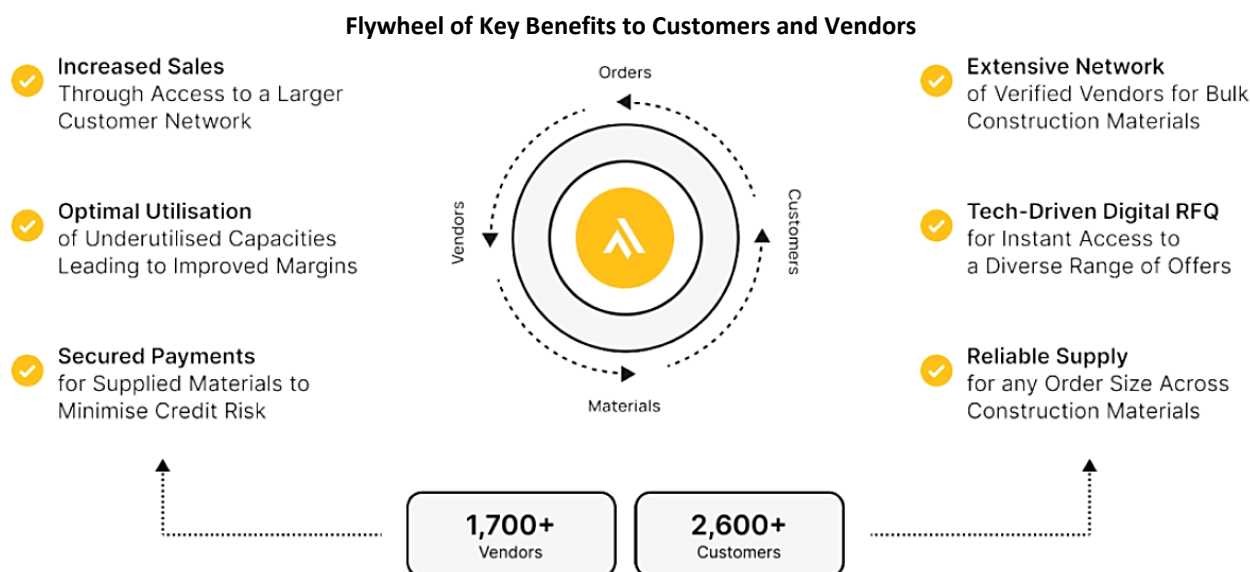 Flywheel of Key Benefits to Customers and Vendors
Increased Sales
Through Access to a Larger
Customer Network
Optimal Utilisation
of Underutilised Capacities
Leading to Improved Margins
Secured Payments
for Supplied Materials to
Minimise Credit Risk
Orders
Vendors
Customers
Materials
Extensive Network
of Verified Vendors for Bulk
Construction Materials
Tech-Driven Digital RFQ
for Instant Access to
a Diverse Range of Offers
Reliable Supply
for any Order Size Across
Construction Materials
1,700+
Vendors
2,600+
Customers